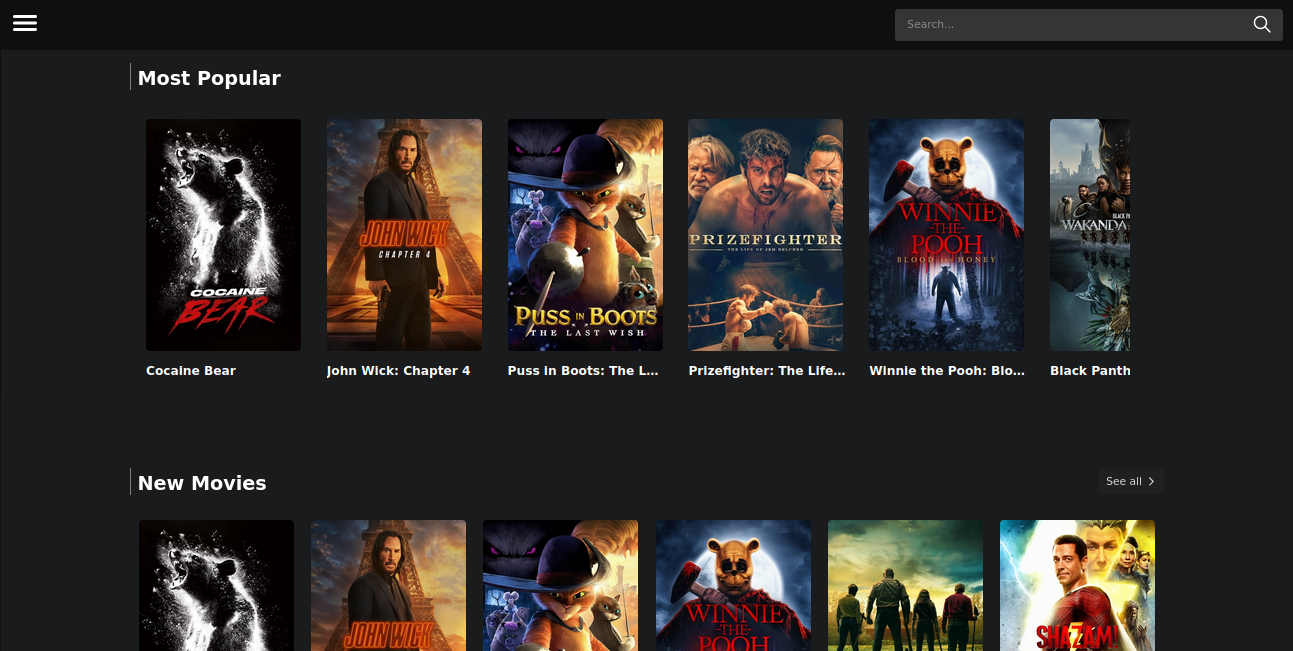 Search...
Most Popular
COCAINE
BEAR
JOHN WICK
CHAPTER 4
PUSS IN BOOTS
THE LAST WISH
PRIZEFIGHTER
THE LIFE OF JEM BELCHER
WINNIE
-THE-
POOH
BLOOD AND HONEY
WAKANDA
Cocaine Bear
John Wick: Chapter 4
Puss in Boots: The L...
Prizefighter: The Life...
Winnie the Pooh: Blo...
Black Panth
New Movies
See all
JOHN WICK
WINNIE
-THE-
POOH
SHAZAM!